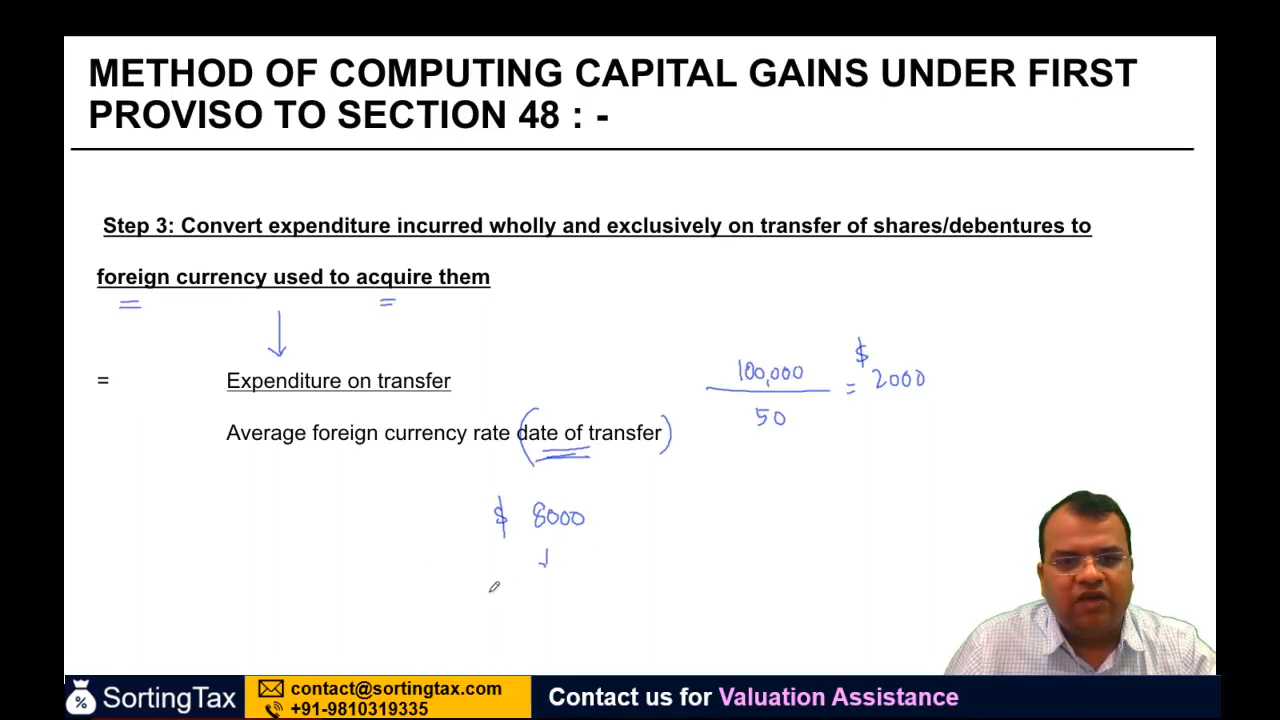 METHOD OF COMPUTING CAPITAL GAINS UNDER FIRST
PROVISO TO SECTION 48 : -
Step 3: Convert expenditure incurred wholly and exclusively on transfer of shares/debentures to
foreign currency used to acquire them
= Expenditure on transfer
Average foreign currency rate date of transfer
100,000
50
= $ 2000
$ 8000
SortingTax
contact@sortingtax.com
+91-9810319335
Contact us for Valuation Assistance